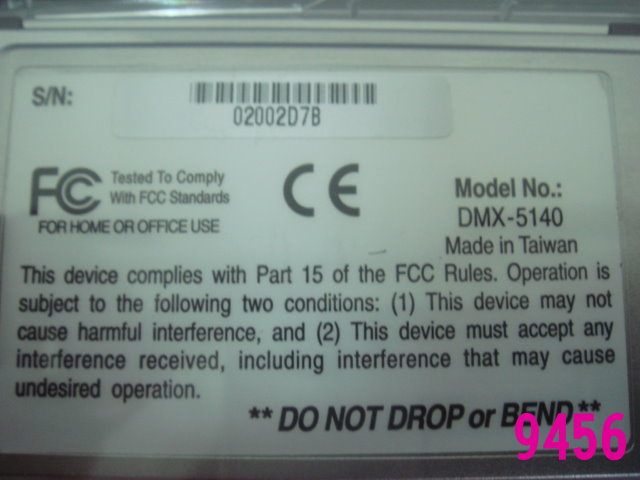 S/N:
02002D7B
FC Tested To Comply
With FCC Standards
FOR HOME OR OFFICE USE
CE
Model No.:
DMX-5140
Made in Taiwan
This device complies with Part 15 of the FCC Rules. Operation is
subject to the following two conditions: (1) This device may not
cause harmful interference, and (2) This device must accept any
interference received, including interference that may cause
undesired operation.
** DO NOT DROP or BEND **
9456